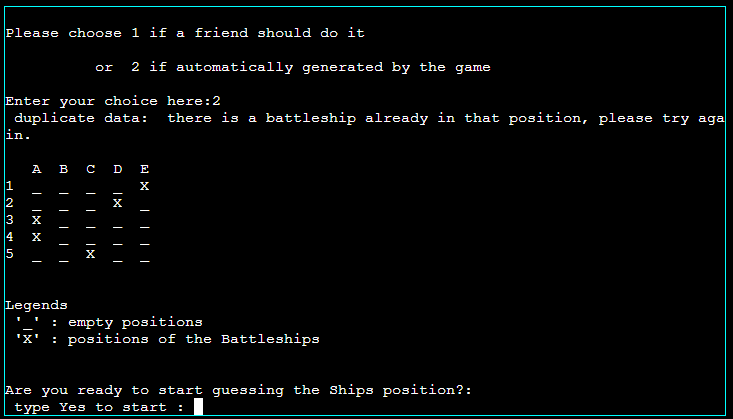 Please choose 1 if a friend should do it
or 2 if automatically generated by the game
Enter your choice here:2
duplicate data: there is a battleship already in that position, please try aga
in.
A B C D E
1 _ _ _ _ X
2 _ _ _ X _
3 X _ _ _ _
4 X _ _ _ _
5 _ _ X _ _
Legends
'_' : empty positions
'X' : positions of the Battleships
Are you ready to start guessing the Ships position?:
type Yes to start :